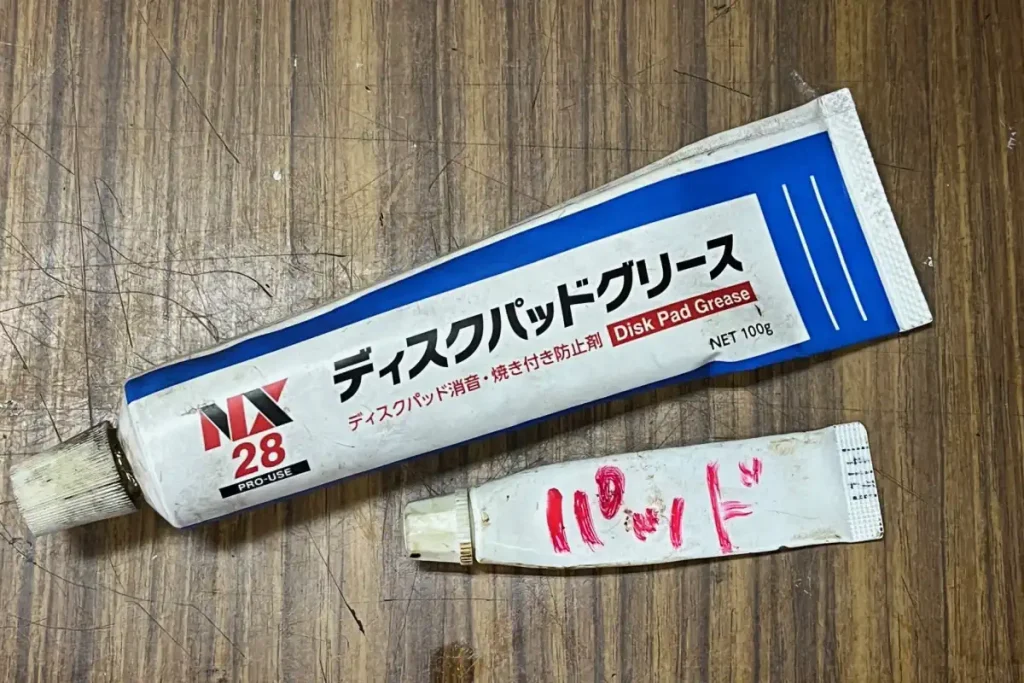 NX
28
PRO-USE
ディスクパッドグリース
ディスクパッド消音・焼き付き防止剤 Disk Pad Grease
NET 100g
パッド